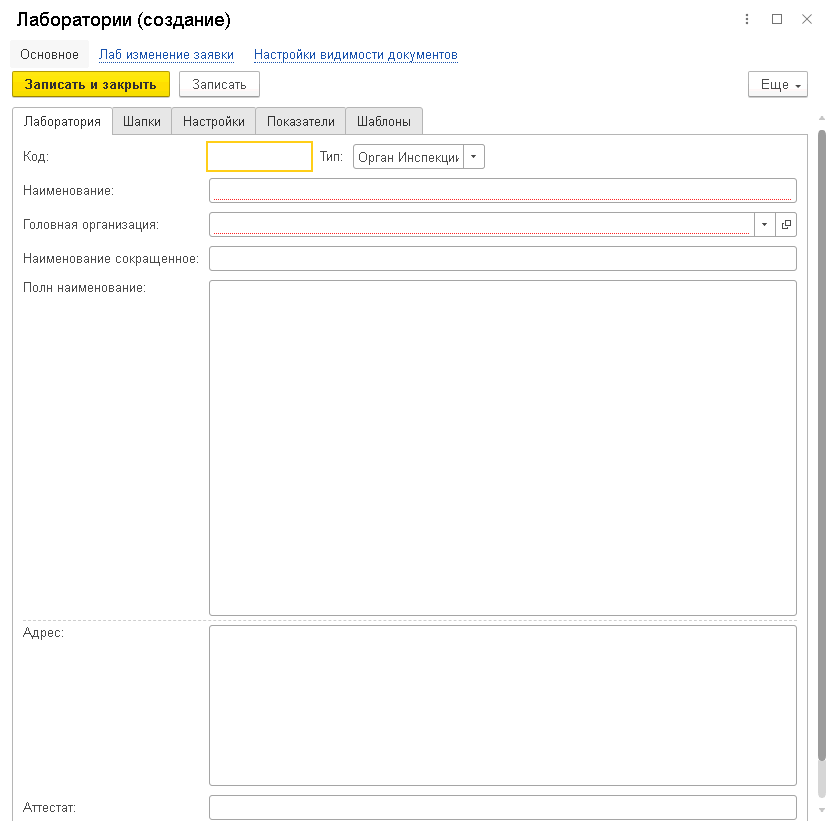 Лаборатории (создание)
Основное Лаб изменение заявки Настройки видимости документов
Записать и закрыть Записать Еще
Лаборатория Шапки Настройки Показатели Шаблоны
Код: Тип: Орган Инспекции
Наименование:
Головная организация:
Наименование сокращенное:
Полн наименование:
Адрес:
Аттестат: